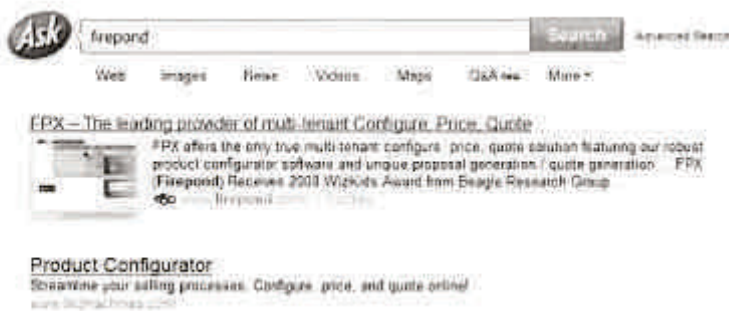 Ask firepond Search Advanced Search
Web Images News Videos Maps Q&A More
FPX – The leading provider of multi-tenant Configure, Price, Quote
FPX offers the only true multi-tenant configure, price, quote solution featuring our robust
product configurator software and unique proposal generation / quote generation FPX
(Firepond) Receives 2008 WizKids Award from Beagle Research Group
www.firepond.com
Product Configurator
Streamline your selling processes. Configure, price, and quote online!